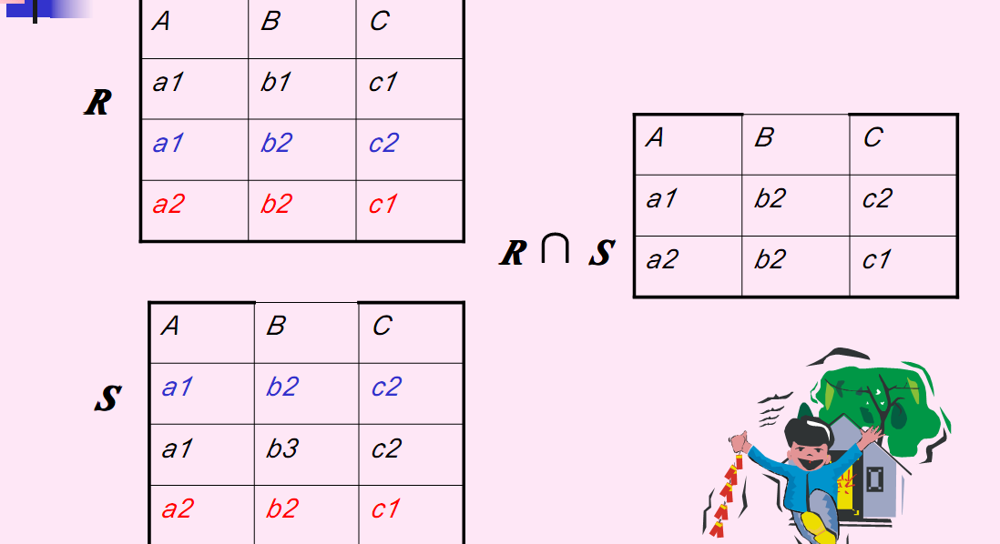 R
A B C
a1 b1 c1
a1 b2 c2
a2 b2 c1
S
A B C
a1 b2 c2
a1 b3 c2
a2 b2 c1
R ∩ S
A B C
a1 b2 c2
a2 b2 c1